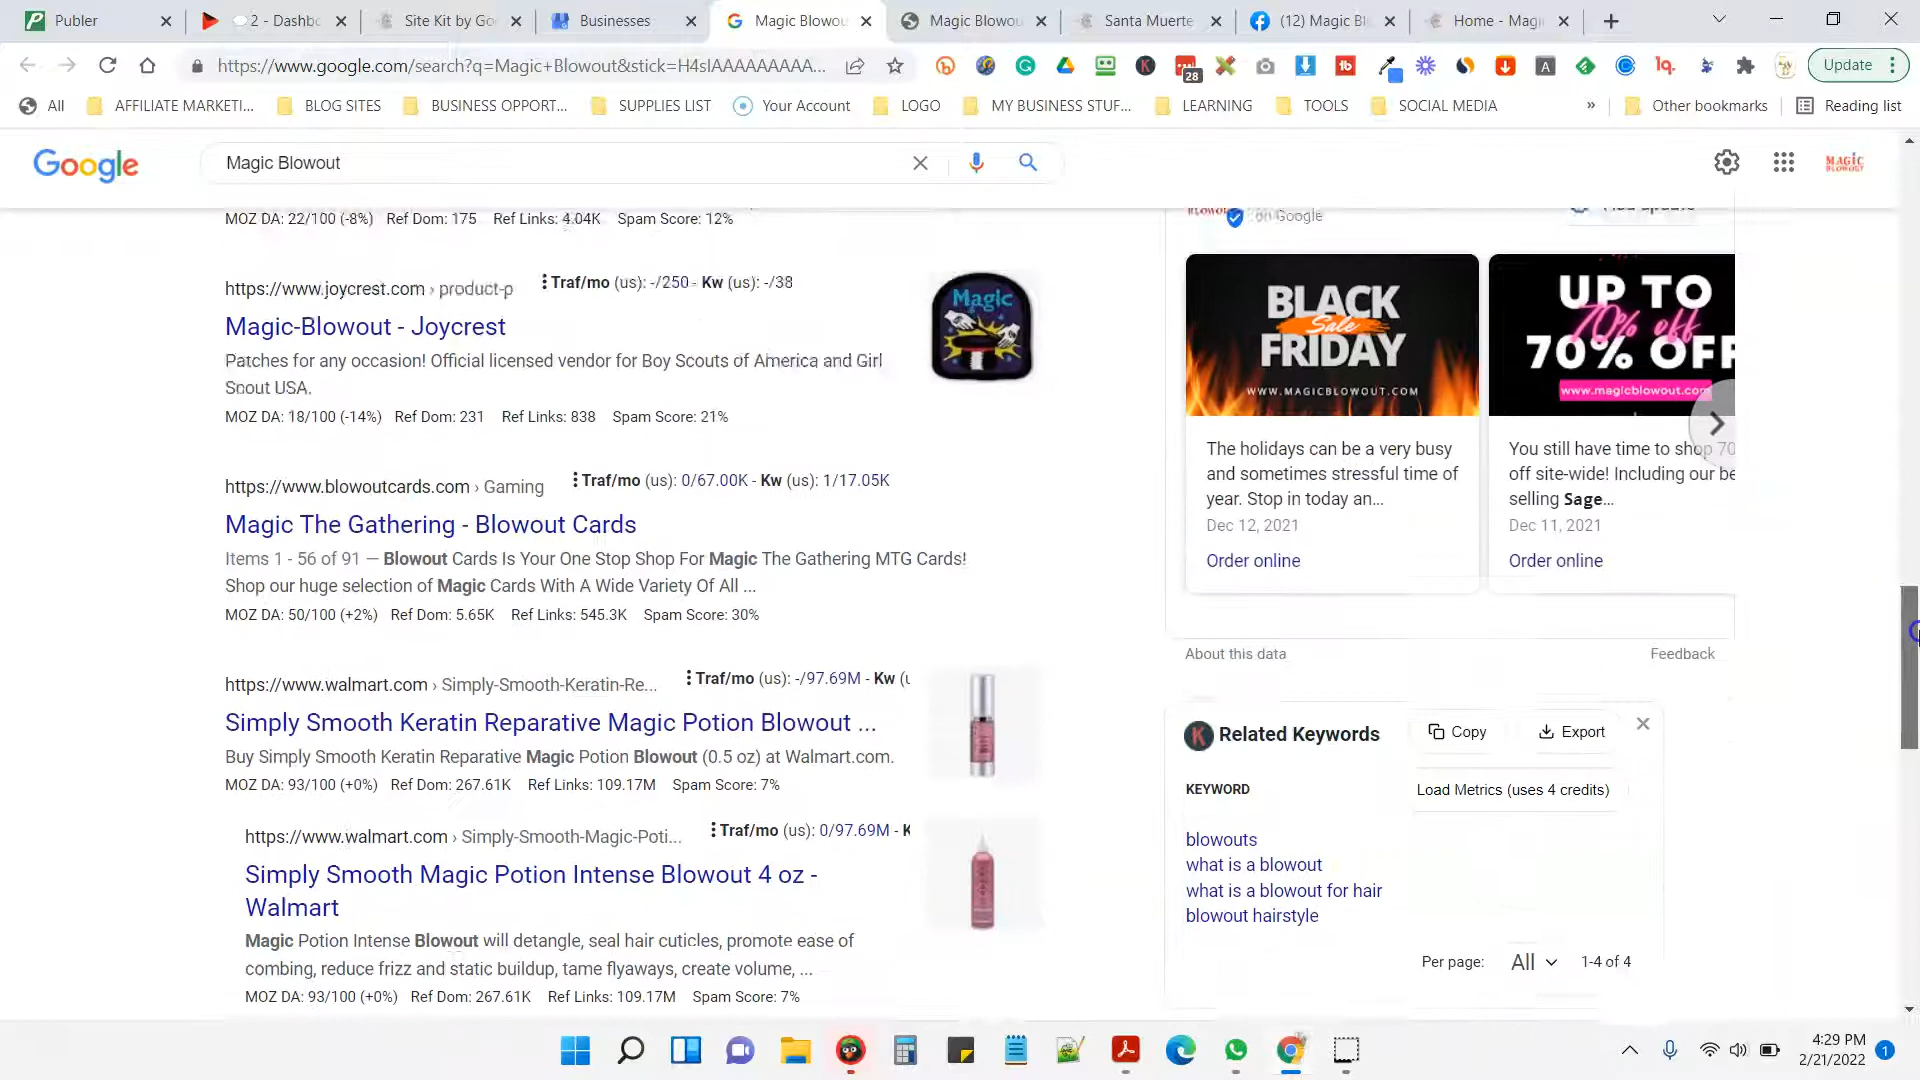 Publer
2 - Dashbo
Site Kit by Go
Businesses
Magic Blowou
Magic Blowou
Santa Muerte
(12) Magic Bl
Home - Magi
https://www.google.com/search?q=Magic+Blowout&stick=H4sIAAAAAAAAA...
28
Update
All
AFFILIATE MARKETI...
BLOG SITES
BUSINESS OPPORT...
SUPPLIES LIST
Your Account
LOGO
MY BUSINESS STUF...
LEARNING
TOOLS
SOCIAL MEDIA
»
Other bookmarks
Reading list
Google
Magic Blowout
MAGIC
BLOWOUT
MOZ DA: 22/100 (-8%) Ref Dom: 175 Ref Links: 4.04K Spam Score: 12%
https://www.joycrest.com › product-p
Traf/mo (us): -/250 - Kw (us): -/38
Magic-Blowout - Joycrest
Patches for any occasion! Official licensed vendor for Boy Scouts of America and Girl
Scout USA.
MOZ DA: 18/100 (-14%) Ref Dom: 231 Ref Links: 838 Spam Score: 21%
Magic
https://www.blowoutcards.com › Gaming
Traf/mo (us): 0/67.00K - Kw (us): 1/17.05K
Magic The Gathering - Blowout Cards
Items 1 - 56 of 91 — Blowout Cards Is Your One Stop Shop For Magic The Gathering MTG Cards!
Shop our huge selection of Magic Cards With A Wide Variety Of All ...
MOZ DA: 50/100 (+2%) Ref Dom: 5.65K Ref Links: 545.3K Spam Score: 30%
https://www.walmart.com › Simply-Smooth-Keratin-Re...
Traf/mo (us): -/97.69M - Kw (u
Simply Smooth Keratin Reparative Magic Potion Blowout ...
Buy Simply Smooth Keratin Reparative Magic Potion Blowout (0.5 oz) at Walmart.com.
MOZ DA: 93/100 (+0%) Ref Dom: 267.61K Ref Links: 109.17M Spam Score: 7%
https://www.walmart.com › Simply-Smooth-Magic-Poti...
Traf/mo (us): 0/97.69M - K
Simply Smooth Magic Potion Intense Blowout 4 oz -
Walmart
Magic Potion Intense Blowout will detangle, seal hair cuticles, promote ease of
combing, reduce frizz and static buildup, tame flyaways, create volume, ...
MOZ DA: 93/100 (+0%) Ref Dom: 267.61K Ref Links: 109.17M Spam Score: 7%
on Google
BLACK
Sale
FRIDAY
WWW.MAGICBLOWOUT.COM
The holidays can be a very busy
and sometimes stressful time of
year. Stop in today an...
Dec 12, 2021
Order online
UP TO
70% off
70% OFF
www.magicblowout.com
You still have time to shop 70
off site-wide! Including our be
selling Sage...
Dec 11, 2021
Order online
About this data
Feedback
Related Keywords
Copy
Export
KEYWORD
Load Metrics (uses 4 credits)
blowouts
what is a blowout
what is a blowout for hair
blowout hairstyle
Per page:
All
1-4 of 4
4:29 PM
2/21/2022
1